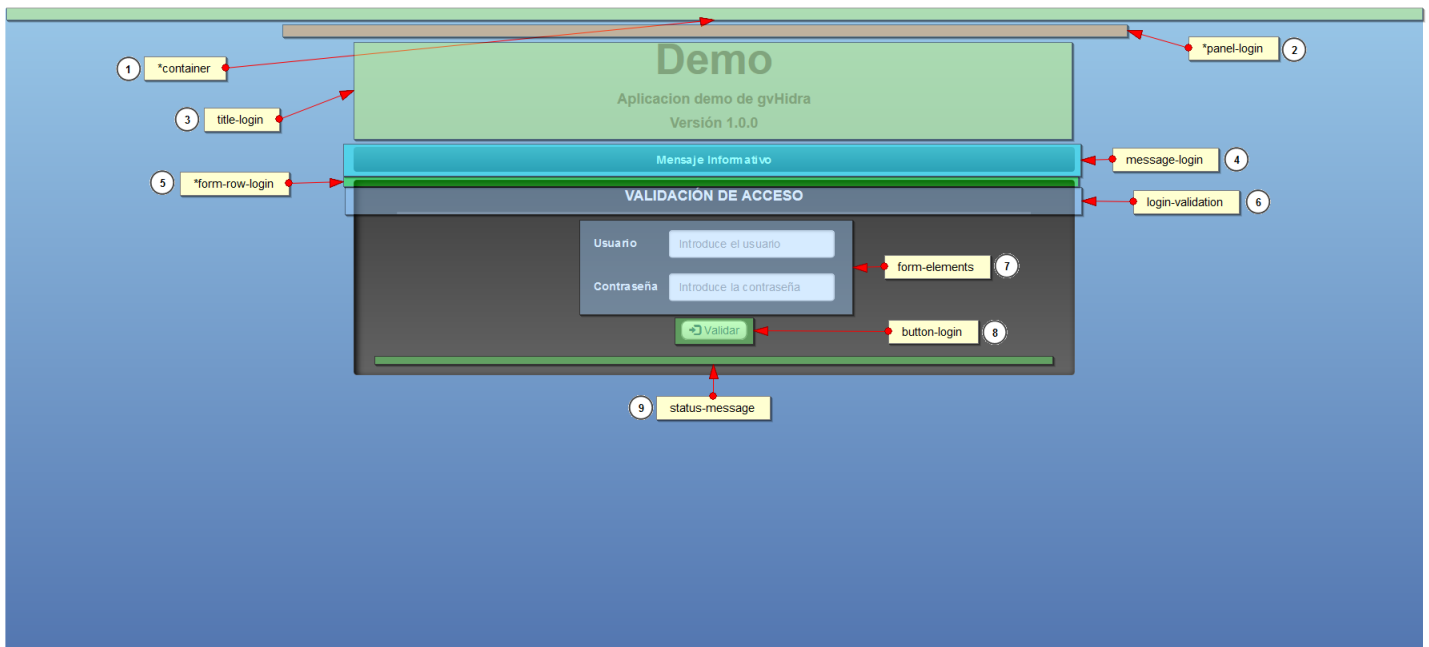 Demo
*panel-login 2
1 *container
Aplicacion demo de gvHidra
3 title-login
Versión 1.0.0
Mensaje Informativo
message-login 4
5 *form-row-login
VALIDACIÓN DE ACCESO
login-validation 6
Usuario Introduce el usuario
form-elements 7
Contraseña Introduce la contraseña
Validar
button-login 8
9 status-message